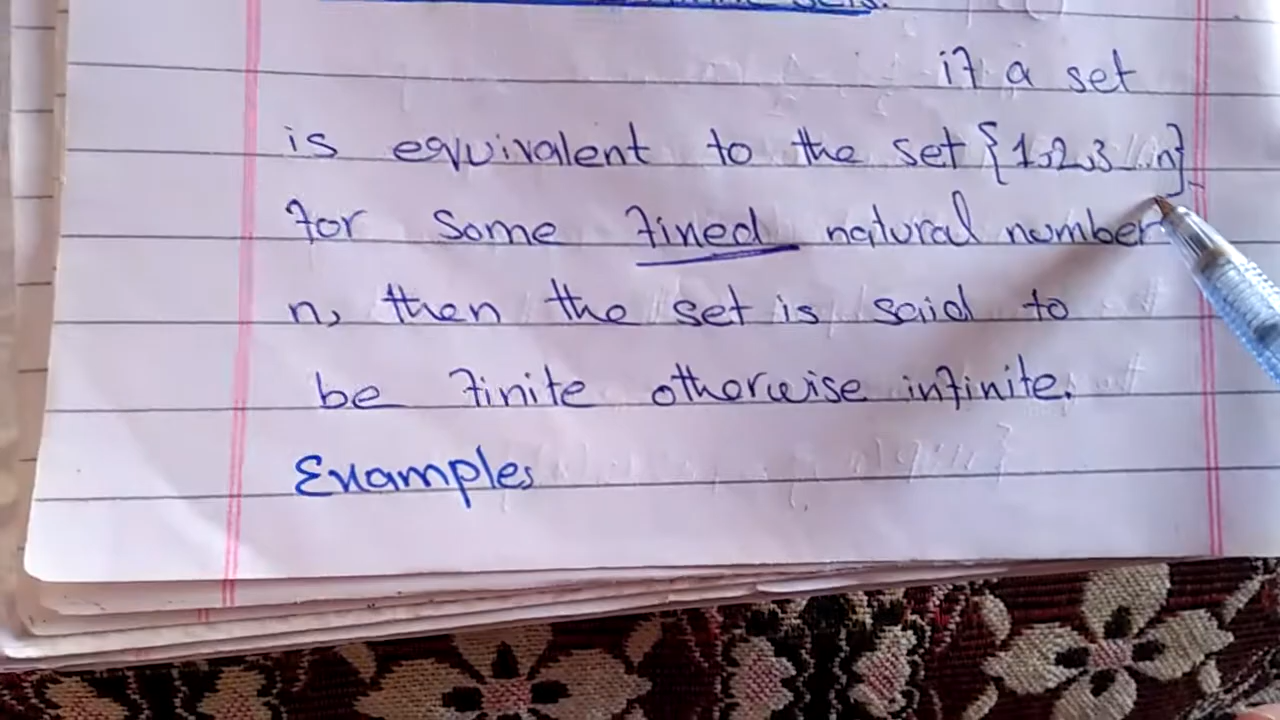 sets.
if a set
is equivalent to the set {1,2,3...n}
for some fixed natural number
n, then the set is said to
be finite otherwise infinite.
Examples